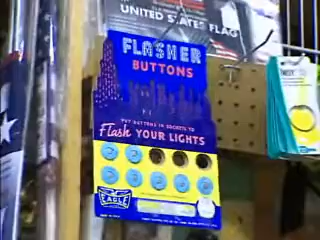 UNITED STATES FLAG
FLASHER
BUTTONS
PUT BUTTONS IN SOCKETS TO
Flash YOUR LIGHTS
EAGLE